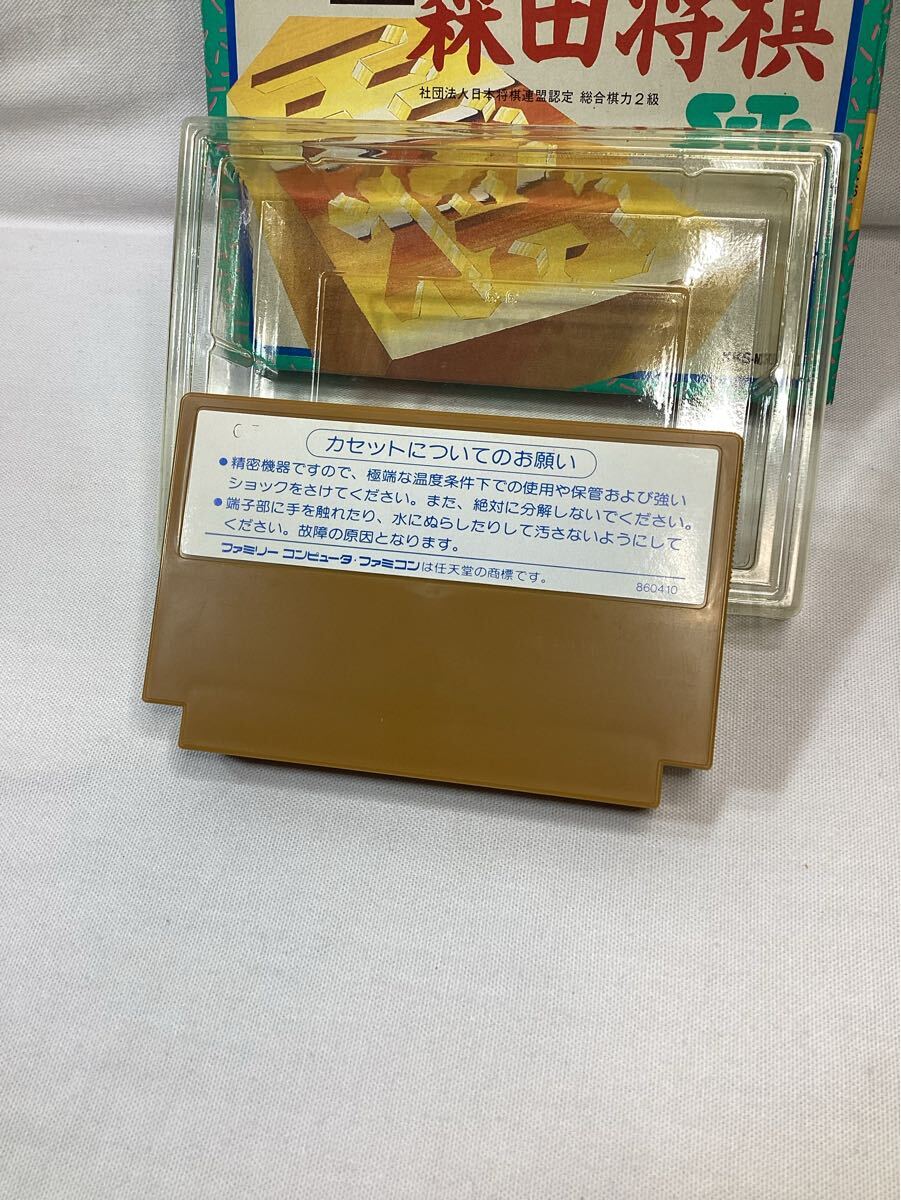 森田将棋
社団法人日本将棋連盟認定 総合棋力2級
カセットについてのお願い
●精密機器ですので、極端な温度条件下での使用や保管および強い
ショックをさけてください。また、絶対に分解しないでください。
●端子部に手を触れたり、水にぬらしたりして汚さないようにして
ください。故障の原因となります。
ファミリー コンピュータ・ファミコンは任天堂の商標です。
860410